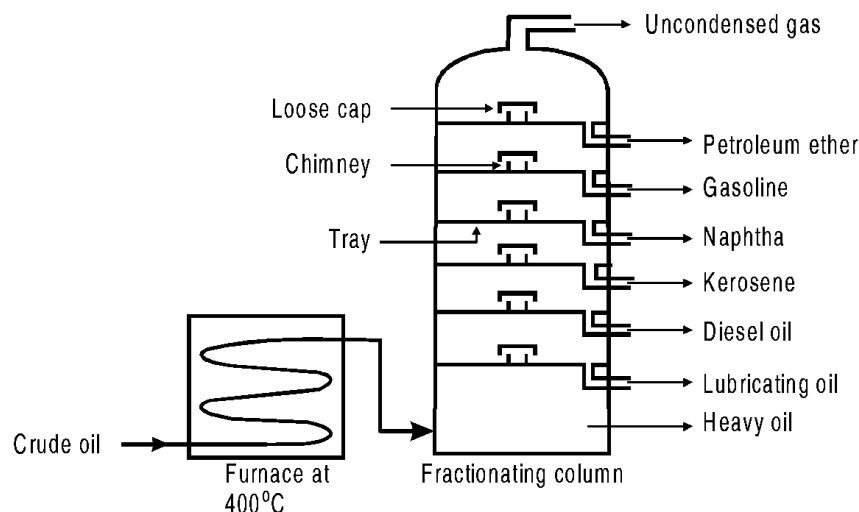 Uncondensed gas
Loose cap
Petroleum ether
Chimney
Gasoline
Tray
Naphtha
Kerosene
Diesel oil
Lubricating oil
Heavy oil
Crude oil
Furnace at
400°C
Fractionating column